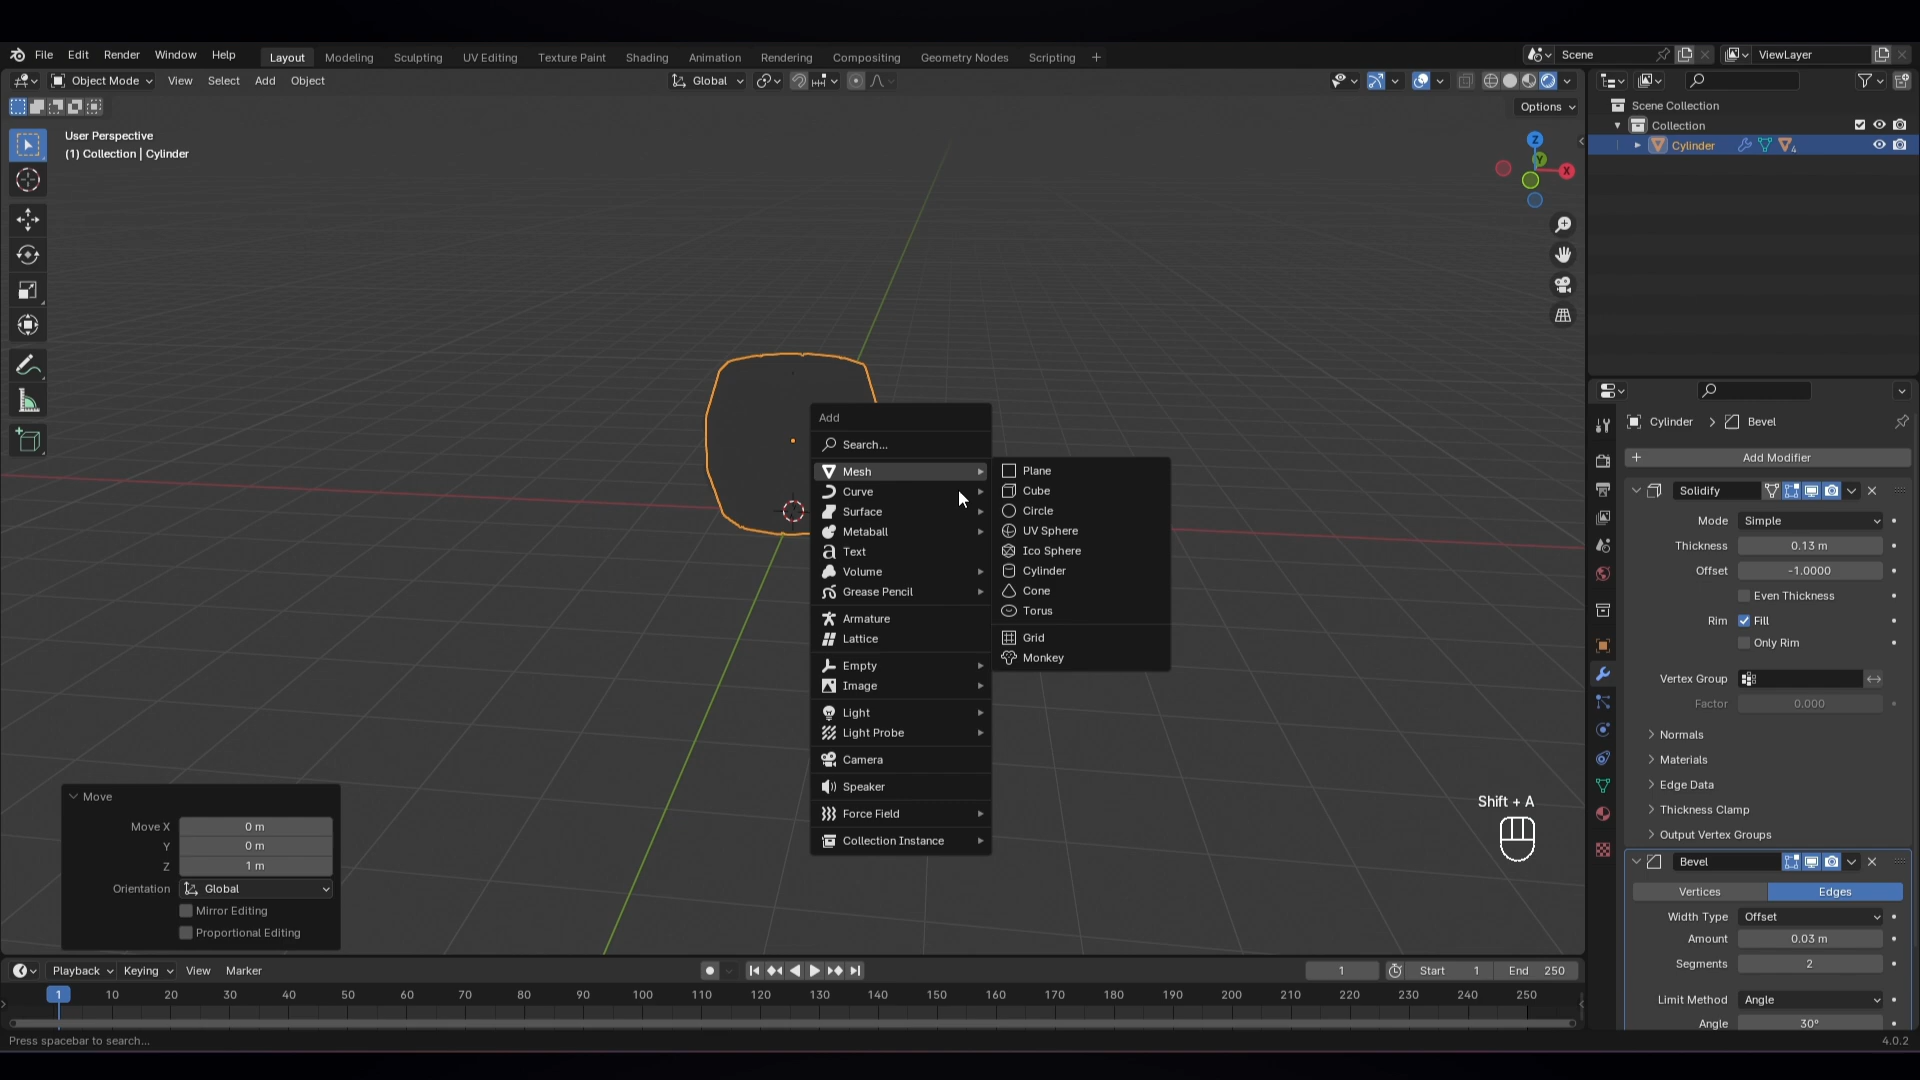 File Edit Render Window Help Layout Modeling Sculpting UV Editing Texture Paint Shading Animation Rendering Compositing Geometry Nodes Scripting + Scene ViewLayer
Object Mode View Select Add Object Global
Options
User Perspective
(1) Collection | Cylinder
Z
Y
X
Scene Collection
Collection
Cylinder
4
Add
Search...
Mesh
Curve
Surface
Metaball
Text
Volume
Grease Pencil
Armature
Lattice
Empty
Image
Light
Light Probe
Camera
Speaker
Force Field
Collection Instance
Plane
Cube
Circle
UV Sphere
Ico Sphere
Cylinder
Cone
Torus
Grid
Monkey
Shift + A
Move
Move X 0 m
Y 0 m
Z 1 m
Orientation Global
Mirror Editing
Proportional Editing
Cylinder > Bevel
+ Add Modifier
Solidify
Mode Simple
Thickness 0.13 m
Offset -1.0000
Even Thickness
Rim Fill
Only Rim
Vertex Group
Factor 0.000
Normals
Materials
Edge Data
Thickness Clamp
Output Vertex Groups
Bevel
Vertices Edges
Width Type Offset
Amount 0.03 m
Segments 2
Limit Method Angle
Angle 30°
Playback Keying View Marker 1 Start 1 End 250
1 10 20 30 40 50 60 70 80 90 100 110 120 130 140 150 160 170 180 190 200 210 220 230 240 250
Press spacebar to search...
4.0.2